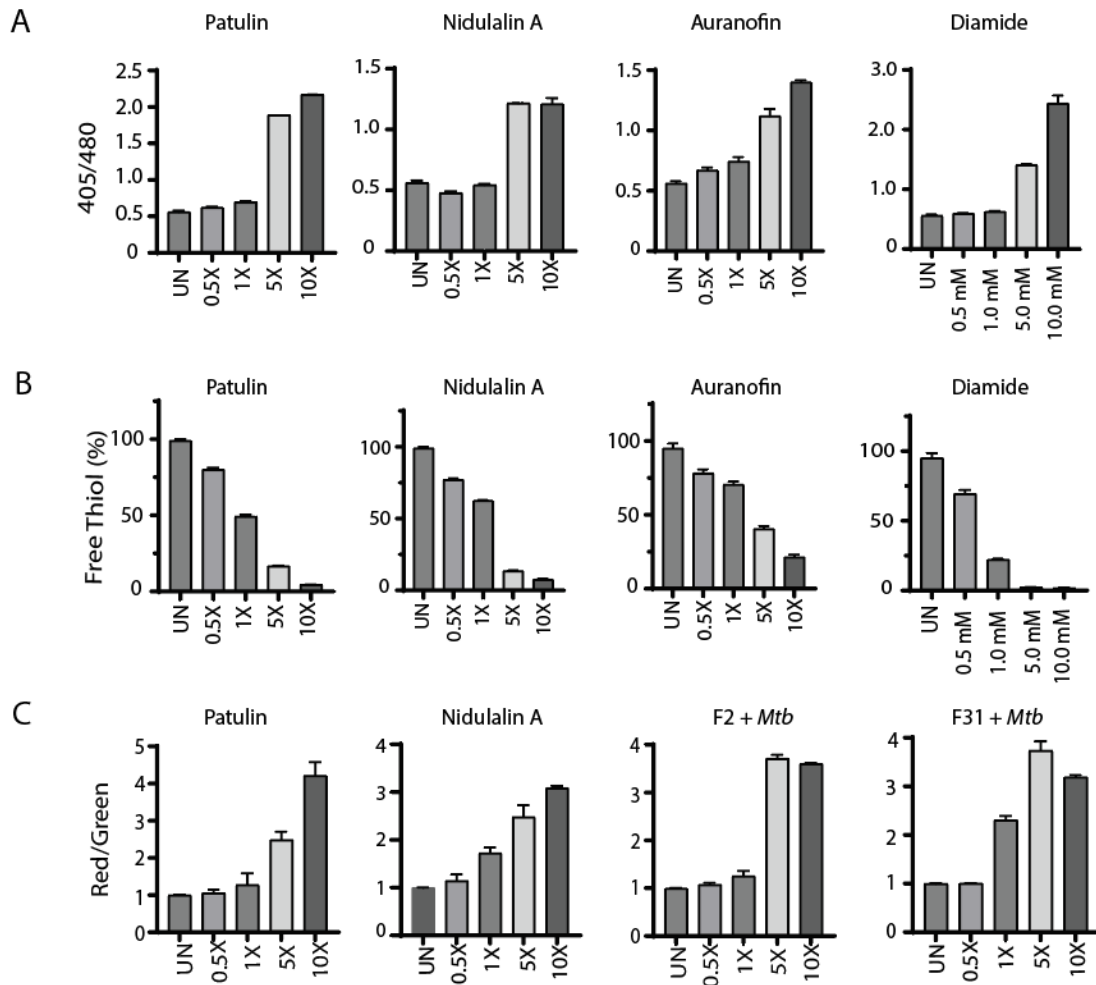 A
Patulin
Nidulalin A
Auranofin
Diamide
405/480
2.5
2.0
1.5
1.0
0.5
0
UN
0.5X
1X
5X
10X
1.5
1.0
0.5
0
UN
0.5X
1X
5X
10X
1.5
1.0
0.5
0
UN
0.5X
1X
5X
10X
3.0
2.0
1.0
0
UN
0.5 mM
1.0 mM
5.0 mM
10.0 mM
B
Patulin
Nidulalin A
Auranofin
Diamide
Free Thiol (%)
100
50
0
UN
0.5X
1X
5X
10X
100
50
0
UN
0.5X
1X
5X
10X
100
50
0
UN
0.5X
1X
5X
10X
100
50
0
UN
0.5 mM
1.0 mM
5.0 mM
10.0 mM
C
Patulin
Nidulalin A
F2 + Mtb
F31 + Mtb
Red/Green
5
4
3
2
1
0
UN
0.5X
1X
5X
10X
4
3
2
1
0
UN
0.5X
1X
5X
10X
4
3
2
1
0
UN
0.5X
1X
5X
10X
4
3
2
1
0
UN
0.5X
1X
5X
10X